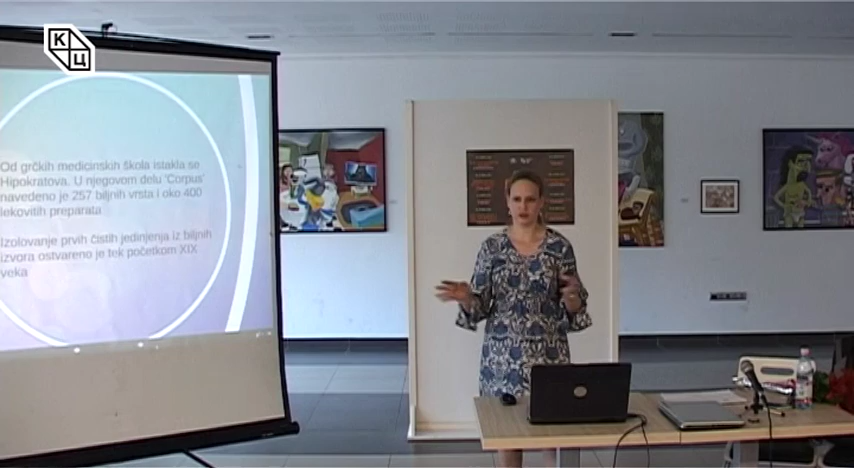 КЦ
Od grčkih medicinskih škola istakla se
Hipokratova. U njegovom delu 'Corpus'
navedeno je 257 biljnih vrsta i oko 400
lekovitih preparata
Izolovanje prvih čistih jedinjenja iz biljnih
izvora ostvareno je tek početkom XIX
veka